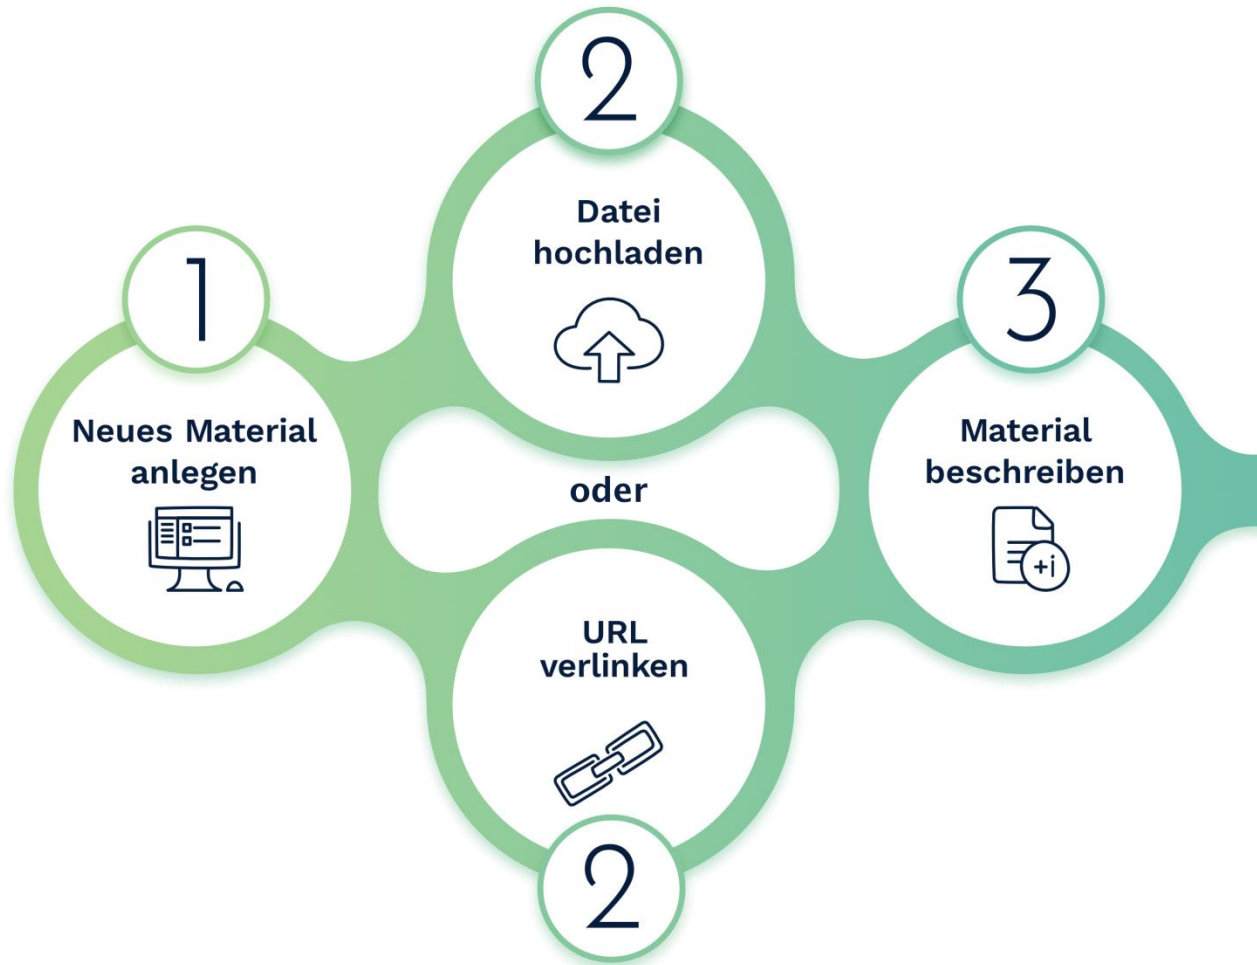 1
Neues Material
anlegen
2
Datei
hochladen
oder
URL
verlinken
2
3
Material
beschreiben
+i